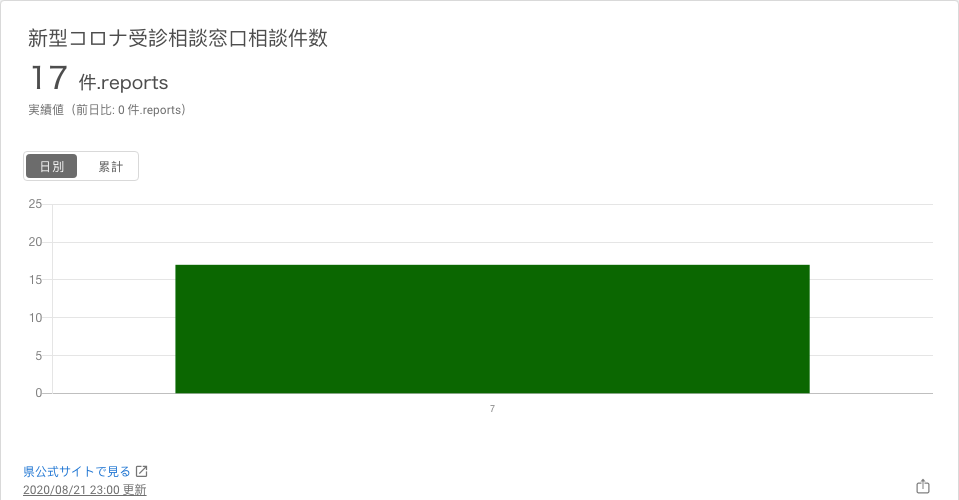 新型コロナ受診相談窓口相談件数
17 件.reports
実績値（前日比: 0 件.reports）
日別 累計
25
20
15
10
5
0
7
県公式サイトで見る
2020/08/21 23:00 更新